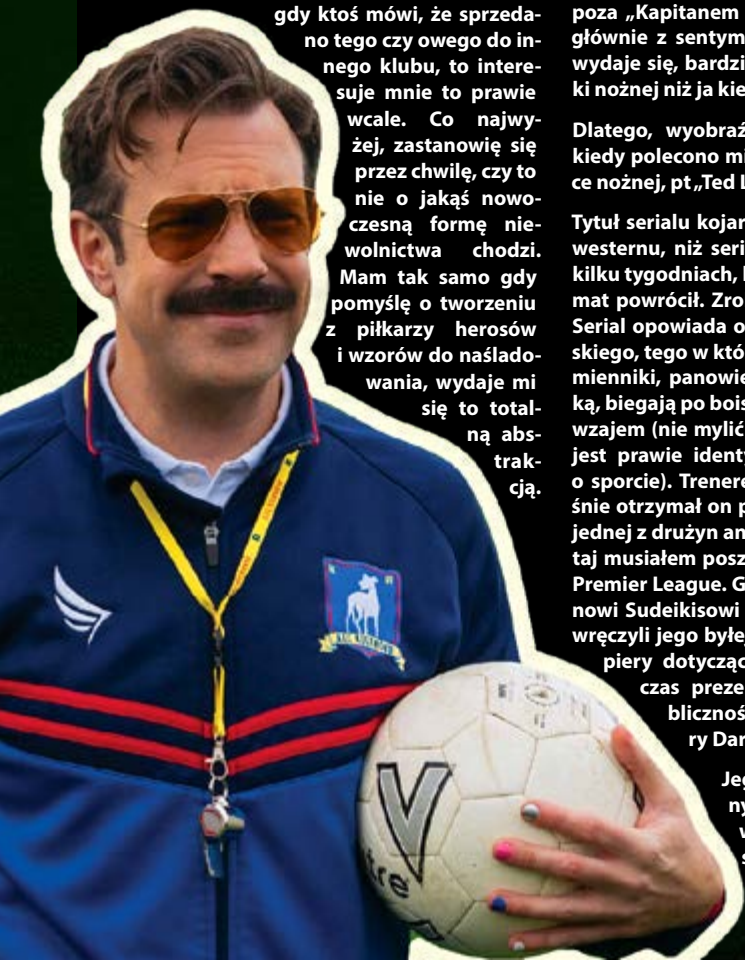 gdy ktoś mówi, że sprzeda-
no tego czy owego do in-
nego klubu, to intere-
suje mnie to prawie
wcale. Co najwy-
żej, zastanowię się
przez chwilę, czy to
nie o jakąś nowo-
czesną formę nie-
wolnictwa chodzi.
Mam tak samo gdy
pomyślę o tworzeniu
z piłkarzy herosów
i wzorów do naślado-
wania, wydaje mi
się to total-
ną abs-
trak-
cją.
poza „Kapitanem
głównie z sentym
wydaje się, bardzi
ki nożnej niż ja kie
Dlatego, wyobraź
kiedy polecono mi
ce nożnej, pt „Ted L
Tytuł serialu kojar
westernu, niż seri
kilku tygodniach,
mat powrócił. Zro
Serial opowiada o
skiego, tego w któ
mienniki, panowie
ką, biegają po bois
wzajem (nie mylić
jest prawie identy
o sporcie). Trenere
śnie otrzymał on p
jednej z drużyn an
taj musiałem posz
Premier League. G
nowi Sudeikisowi
wręczyli jego byłej
piery dotycząc
czas preze
blicznoś
ry Dar
Jeg
ny
w
s
A.F.C. RICHMOND
tre